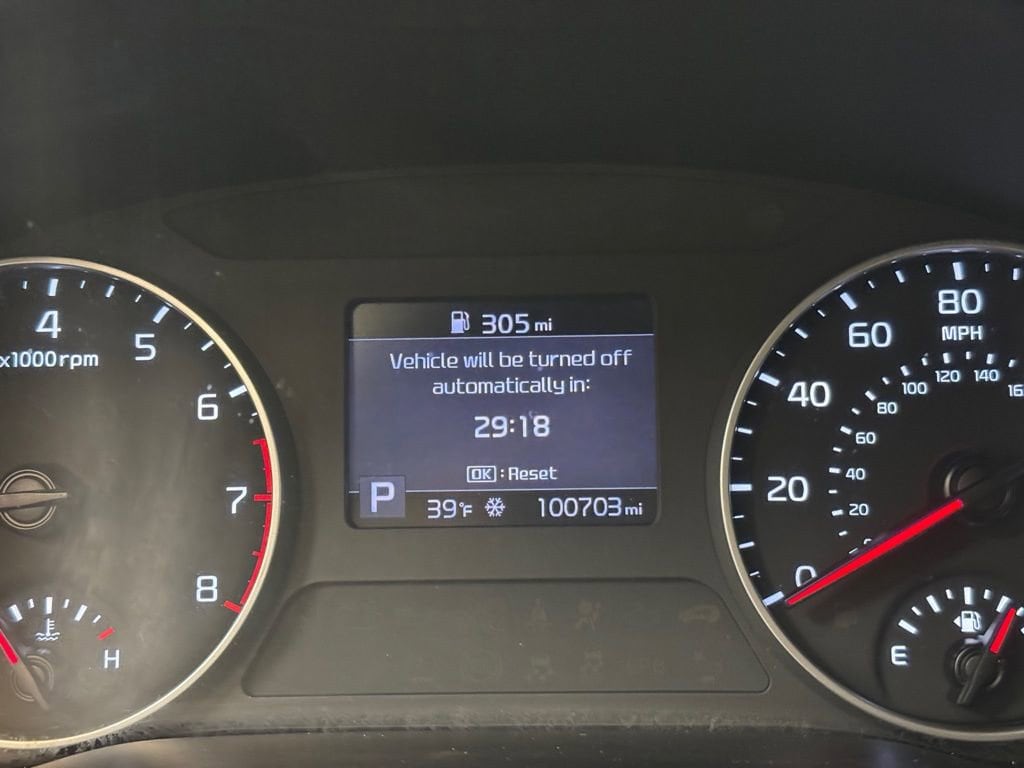 4
5
x1000rpm
6
7
8
H
305 mi
Vehicle will be turned off
automatically in:
29:18
OK : Reset
P
39°F
100703 mi
80
MPH
60
40
20
0
120
140
100
80
60
40
20
E